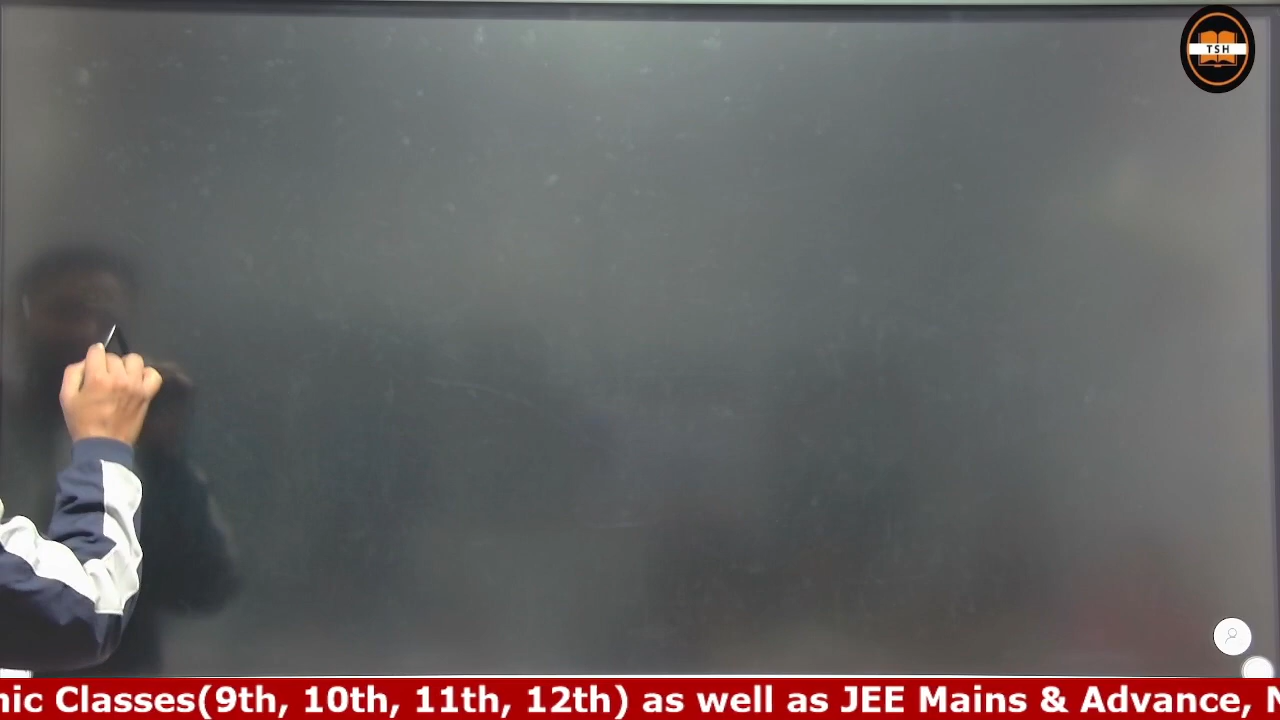 TSH
nic Classes(9th, 10th, 11th, 12th) as well as JEE Mains & Advance, N